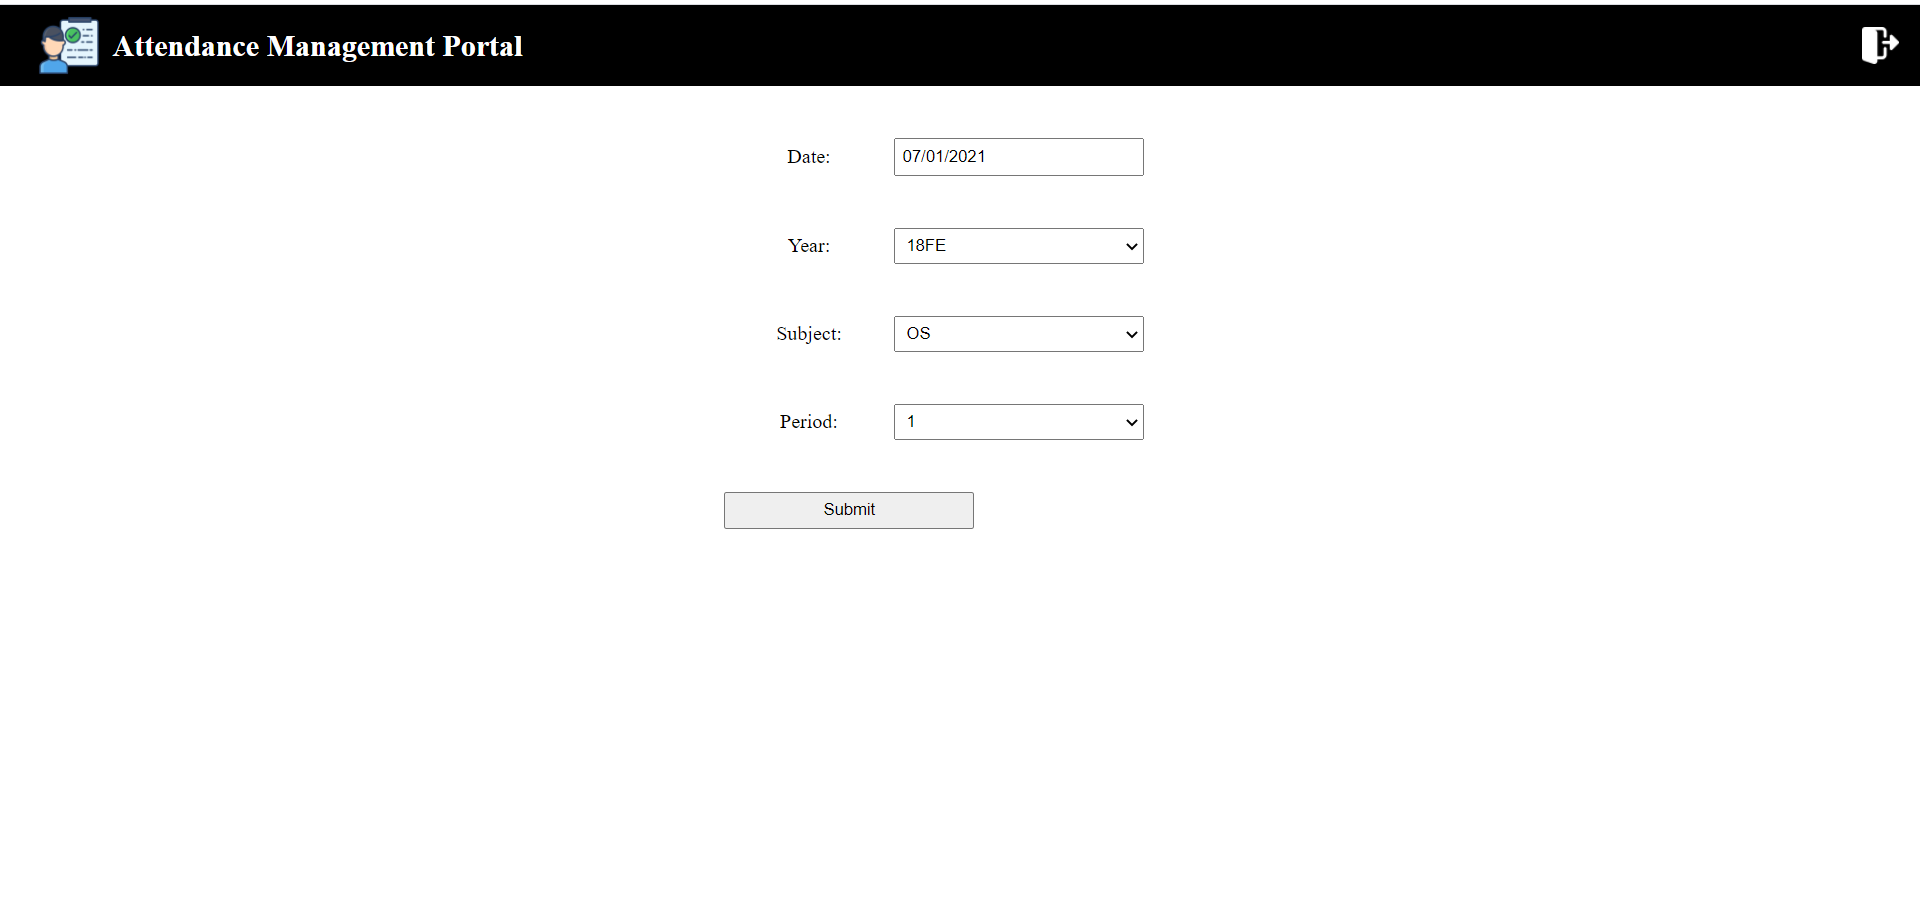 Attendance Management Portal
Date: 07/01/2021
Year: 18FE
Subject: OS
Period: 1
Submit